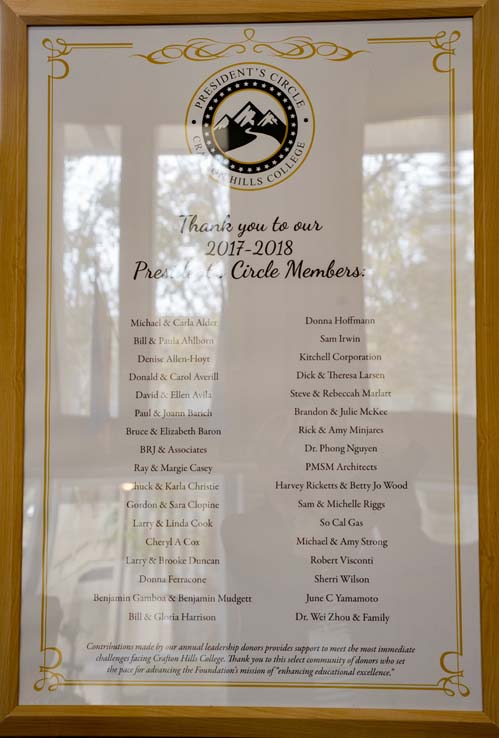 PRESIDENT'S CIRCLE
CRAFTON HILLS COLLEGE
Thank you to our
2017-2018
President's Circle Members:
Michael & Carla Alder
Bill & Paula Ahlborn
Denise Allen-Hoyt
Donald & Carol Averill
David & Ellen Avila
Paul & Joann Barich
Bruce & Elizabeth Baron
BRJ & Associates
Ray & Margie Casey
Chuck & Karla Christie
Gordon & Sara Clopine
Larry & Linda Cook
Cheryl A Cox
Larry & Brooke Duncan
Donna Ferracone
Benjamin Gamboa & Benjamin Mudgett
Bill & Gloria Harrison
Donna Hoffmann
Sam Irwin
Kitchell Corporation
Dick & Theresa Larsen
Steve & Rebeccah Marlatt
Brandon & Julie McKee
Rick & Amy Minjares
Dr. Phong Nguyen
PMSM Architects
Harvey Ricketts & Betty Jo Wood
Sam & Michelle Riggs
So Cal Gas
Michael & Amy Strong
Robert Visconti
Sherri Wilson
June C Yamamoto
Dr. Wei Zhou & Family
Contributions made by our annual leadership donors provides support to meet the most immediate
challenges facing Crafton Hills College. Thank you to this select community of donors who set
the pace for advancing the Foundation's mission of "enhancing educational excellence."